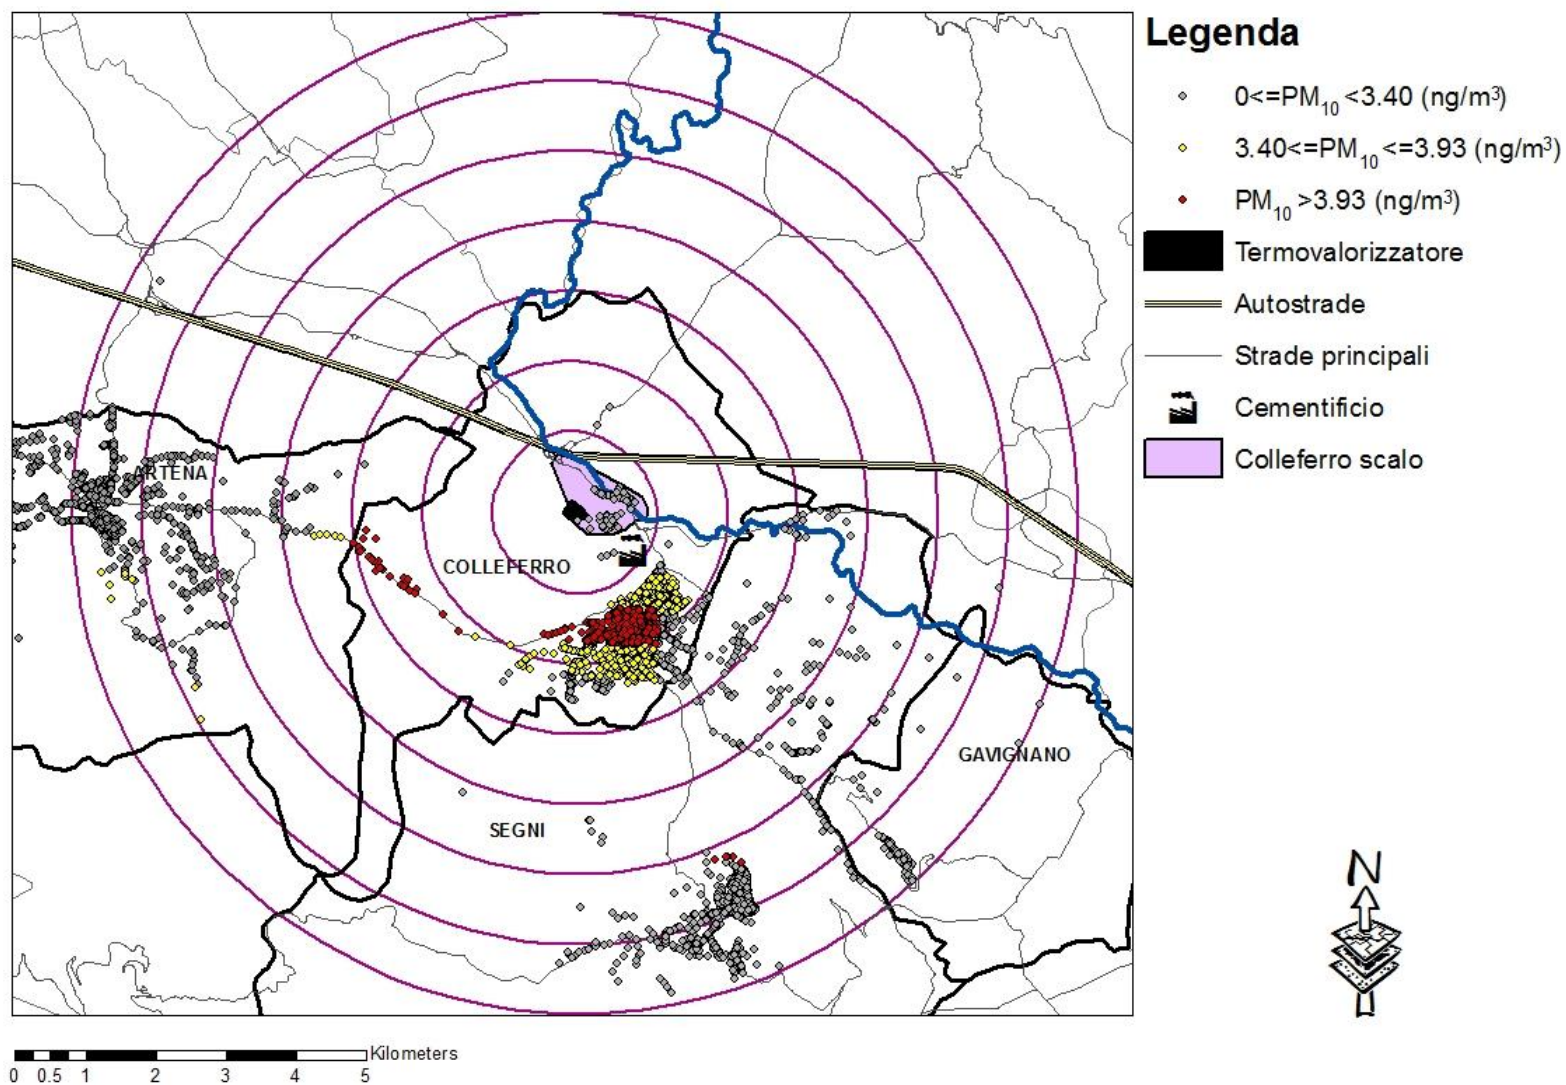 Legenda
0<=PM10 <3.40 (ng/m³)
3.40<=PM10 <=3.93 (ng/m³)
PM10 >3.93 (ng/m³)
Termovalorizzatore
Autostrade
Strade principali
Cementificio
Colleferro scalo
ARTENA
COLLEFERRO
GAVIGNANO
SEGNI
N
Kilometers
0 0.5 1 2 3 4 5